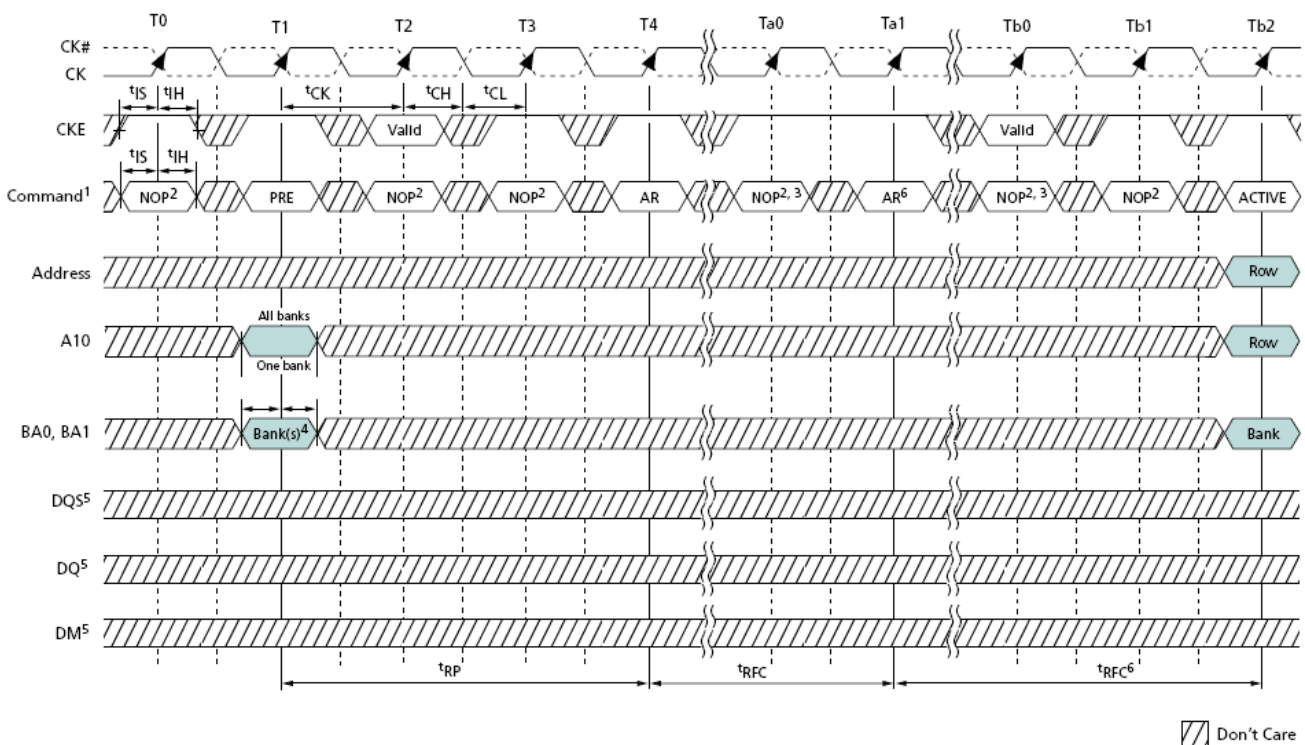 T0 T1 T2 T3 T4 Ta0 Ta1 Tb0 Tb1 Tb2
CK#
CK
tIS tIH tCK tCH tCL
CKE Valid Valid
tIS tIH
Command1 NOP2 PRE NOP2 NOP2 AR NOP2, 3 AR6 NOP2, 3 NOP2 ACTIVE
Address Row
All banks
A10 Row
One bank
BA0, BA1 Bank(s)4 Bank
DQS5
DQ5
DM5
tRP tRFC tRFC6
Don't Care